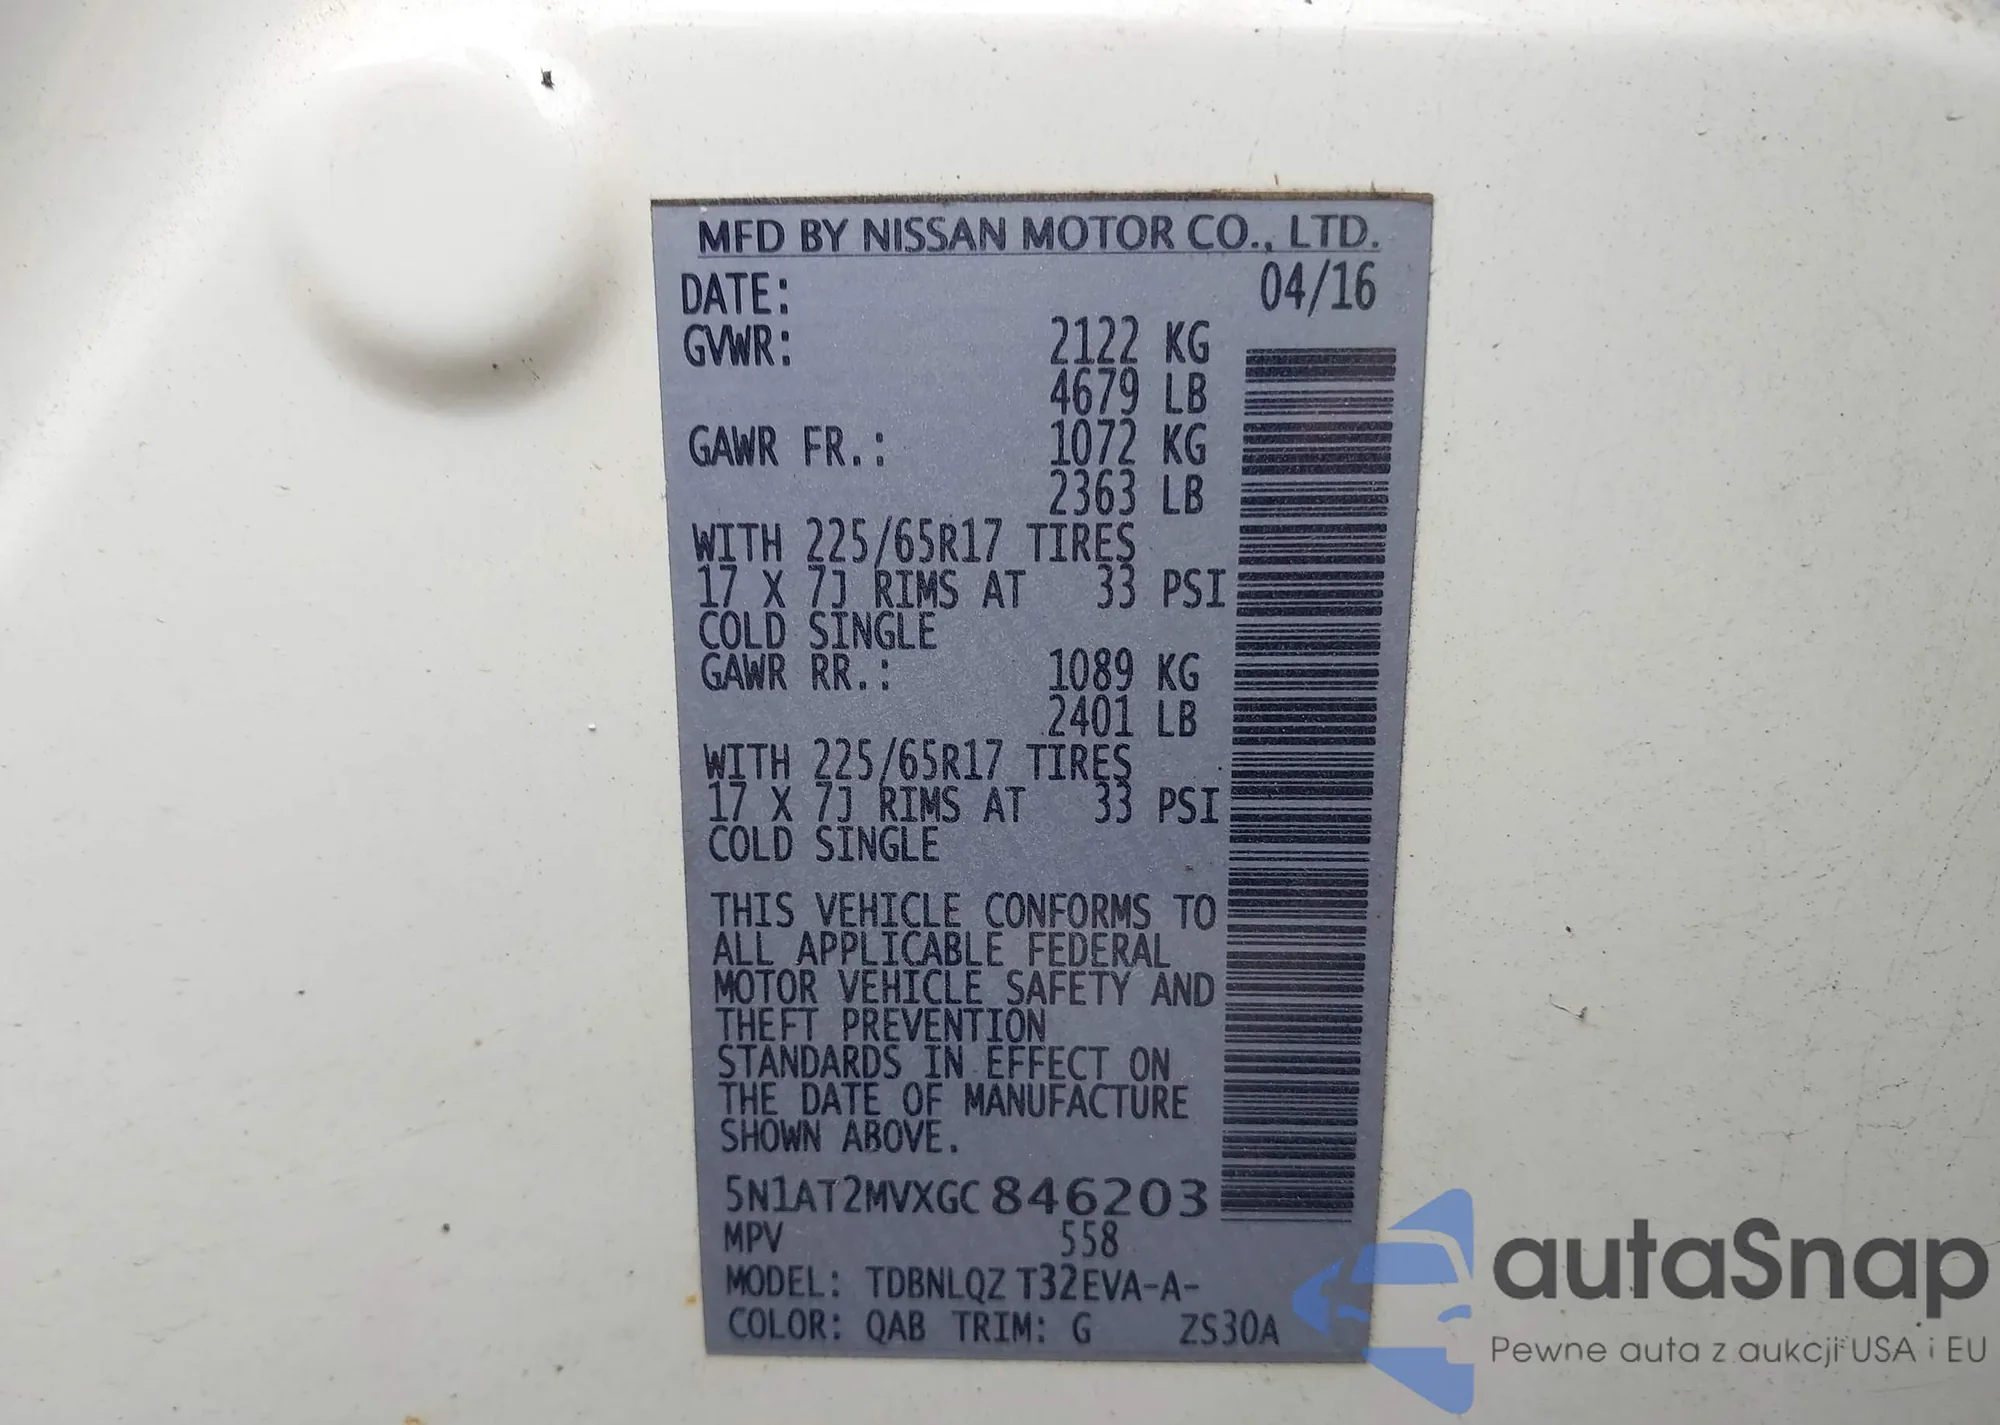 MFD BY NISSAN MOTOR CO., LTD.
DATE: 04/16
GVWR: 2122 KG
4679 LB
GAWR FR.: 1072 KG
2363 LB
WITH 225/65R17 TIRES
17 X 7J RIMS AT 33 PSI
COLD SINGLE
GAWR RR.: 1089 KG
2401 LB
WITH 225/65R17 TIRES
17 X 7J RIMS AT 33 PSI
COLD SINGLE
THIS VEHICLE CONFORMS TO
ALL APPLICABLE FEDERAL
MOTOR VEHICLE SAFETY AND
THEFT PREVENTION
STANDARDS IN EFFECT ON
THE DATE OF MANUFACTURE
SHOWN ABOVE.
5N1AT2MVXGC846203
MPV 558
MODEL: TDBNLQZ T32EVA-A-
COLOR: QAB TRIM: G ZS30A
autaSnap
Pewne auta z aukcji USA i EU